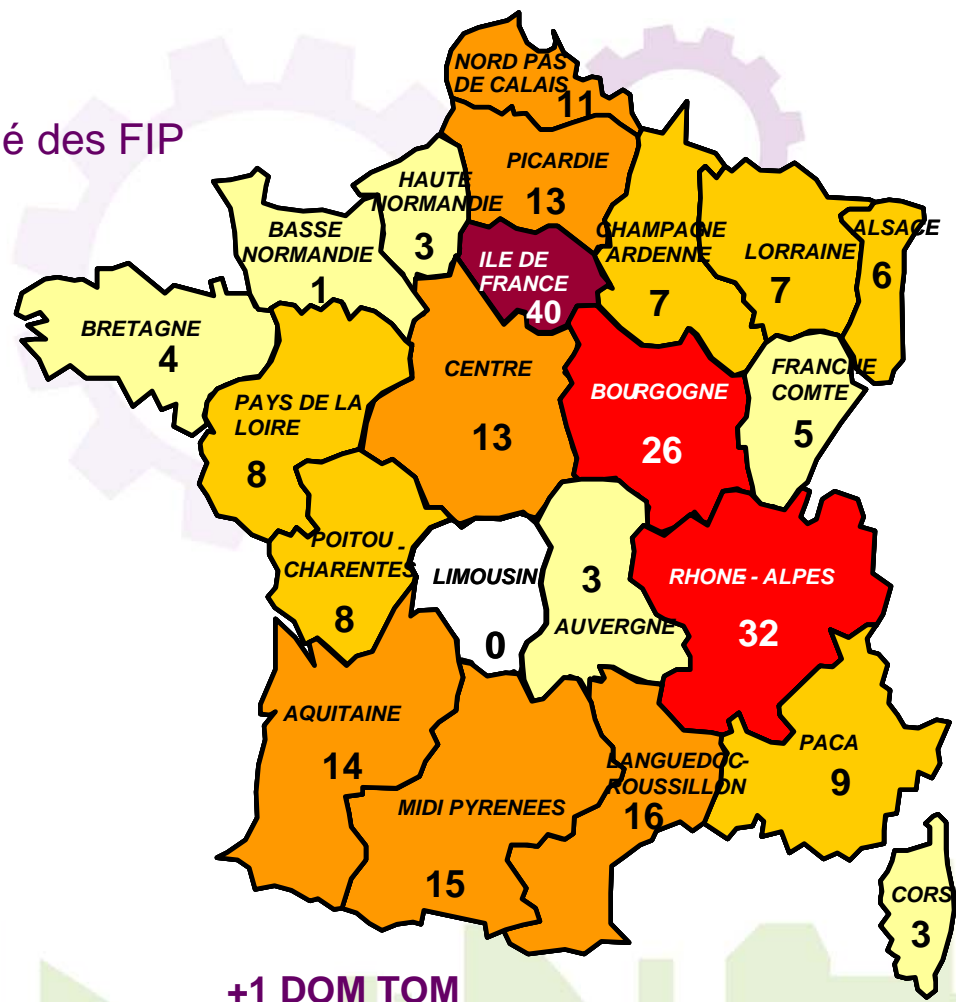 é des FIP
NORD PAS
DE CALAIS
11
PICARDIE
13
HAUTE
NORMANDIE
3
BASSE
NORMANDIE
1
ILE DE
FRANCE
40
CHAMPAGNE
ARDENNE
7
LORRAINE
7
ALSACE
6
BRETAGNE
4
PAYS DE LA
LOIRE
8
CENTRE
13
BOURGOGNE
26
FRANCHE
COMTE
5
POITOU -
CHARENTES
8
LIMOUSIN
0
3
AUVERGNE
RHONE - ALPES
32
AQUITAINE
14
MIDI PYRENEES
15
LANGUEDOC-
ROUSSILLON
16
PACA
9
CORS
3
+1 DOM TOM